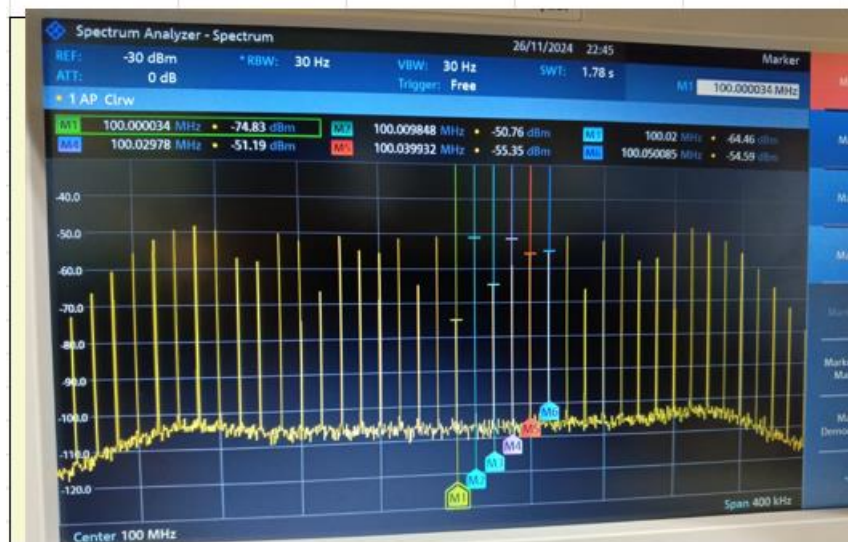 Spectrum Analyzer - Spectrum
26/11/2024 22:45
Marker
REF: -30 dBm * RBW: 30 Hz VBW: 30 Hz SWT: 1.78 s
ATT: 0 dB Trigger: Free M1 100.000034 MHz
1 AP Clrw
M1 100.000034 MHz -74.83 dBm M2 100.009848 MHz -50.76 dBm 100.02 MHz -64.46 dBm
M4 100.02978 MHz -51.19 dBm M5 100.039932 MHz -55.35 dBm M6 100.050085 MHz -54.59 dBm
-40.0
-50.0
-60.0
-70.0
-80.0
-90.0
-100.0
-110.0
-120.0
M6
M5
M4
M3
M2
M1
Center 100 MHz
Span 400 kHz